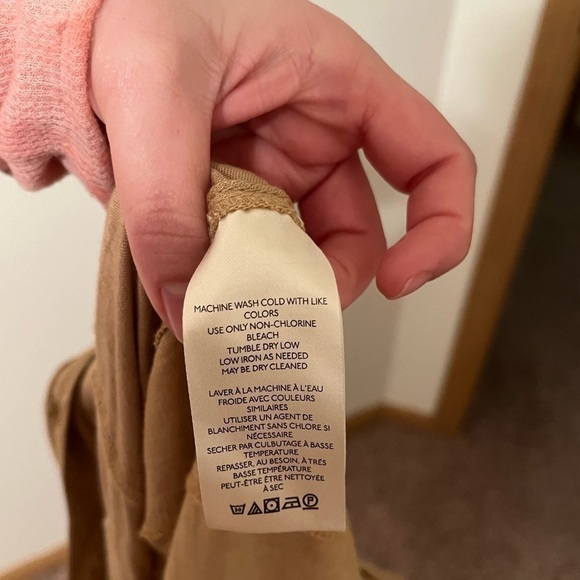 MACHINE WASH COLD WITH LIKE
COLORS
USE ONLY NON-CHLORINE
BLEACH
TUMBLE DRY LOW
LOW IRON AS NEEDED
MAY BE DRY CLEANED
LAVER À LA MACHINE À L'EAU
FROIDE AVEC COULEURS
SIMILAIRES
UTILISER UN AGENT DE
BLANCHIMENT SANS CHLORE SI
NÉCESSAIRE
SECHER PAR CULBUTAGE À BASSE
TEMPERATURE
REPASSER, AU BESOIN, À TRÉS
BASSE TEMPÉRATURE
PEUT-ÊTRE ÊTRE NETTOYÉE
À SEC